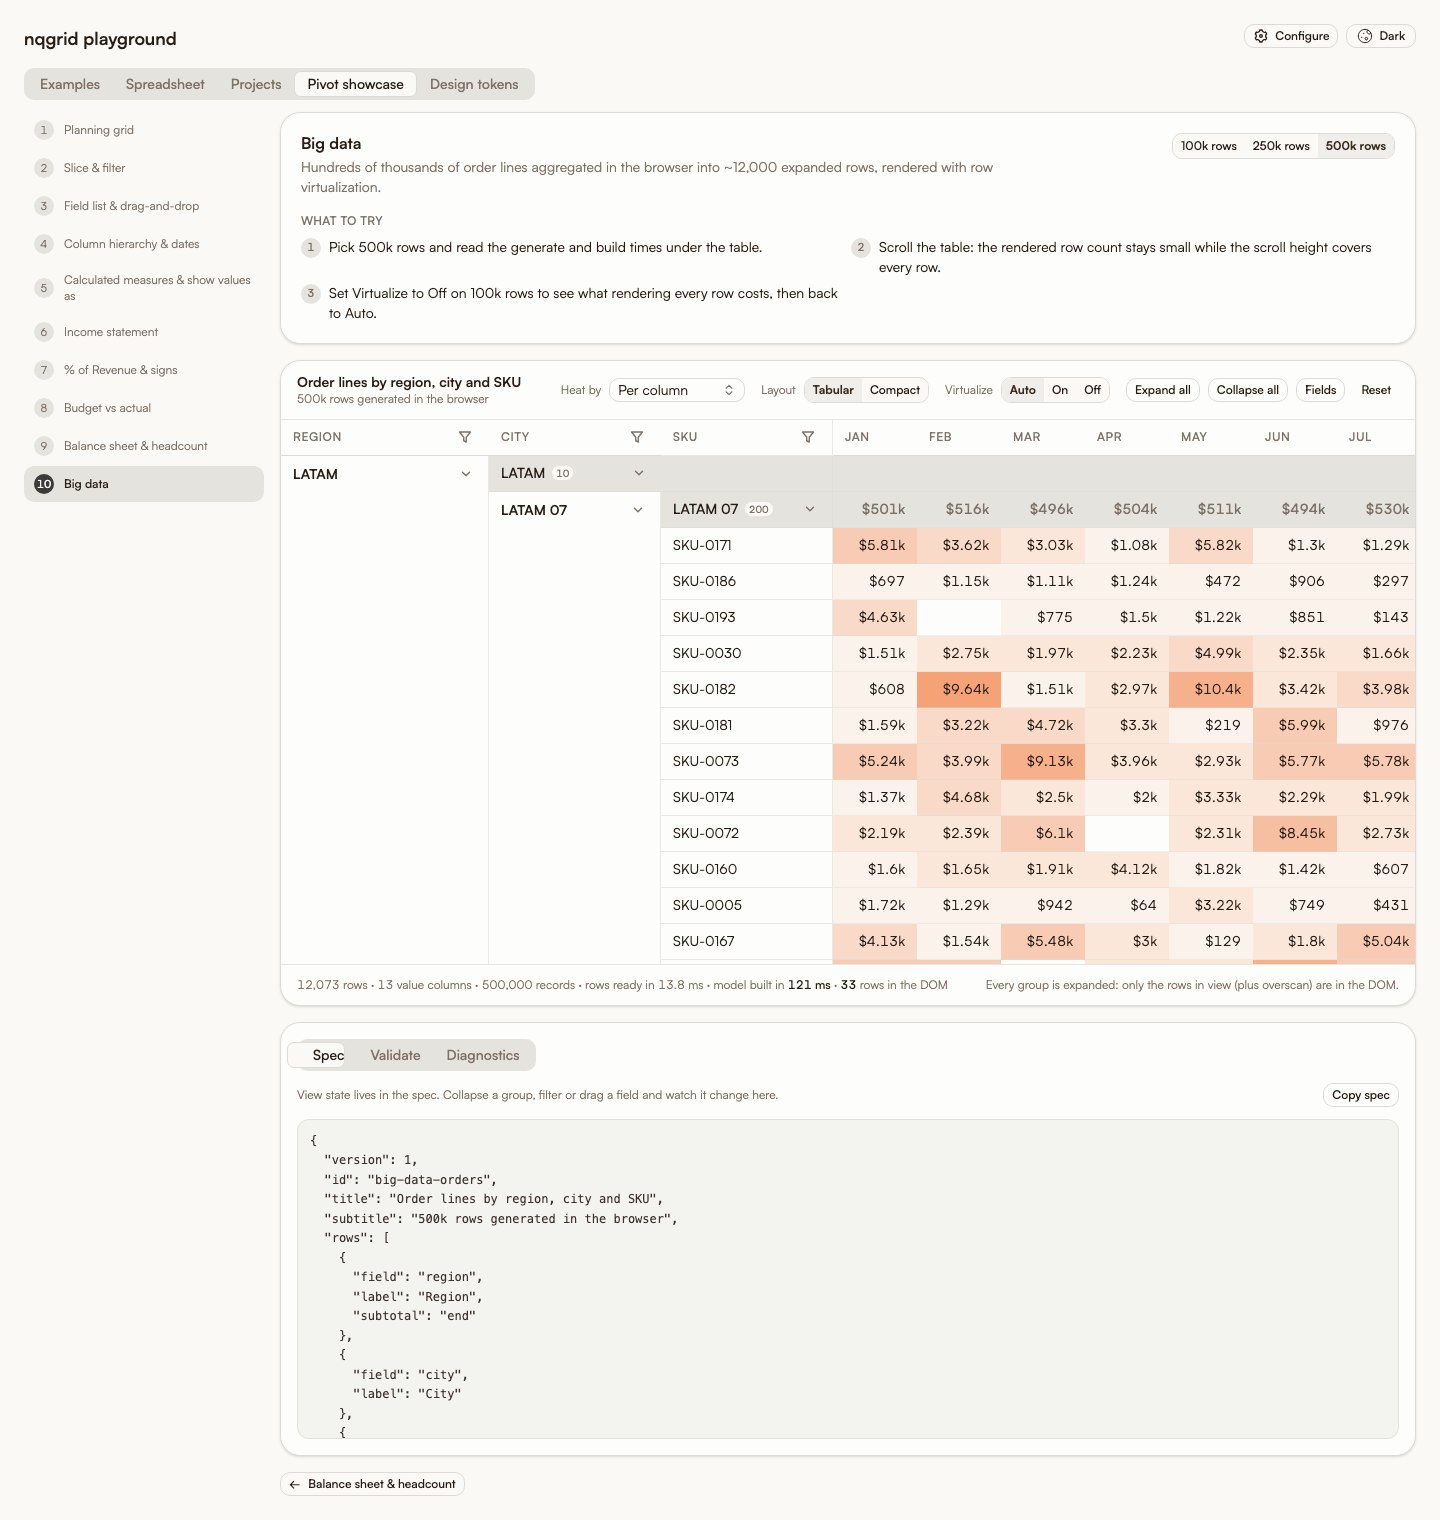 nqgrid playground
Configure
Dark
Examples
Spreadsheet
Projects
Pivot showcase
Design tokens
1 Planning grid
2 Slice & filter
3 Field list & drag-and-drop
4 Column hierarchy & dates
5 Calculated measures & show values
as
6 Income statement
7 % of Revenue & signs
8 Budget vs actual
9 Balance sheet & headcount
10 Big data
Big data
100k rows 250k rows 500k rows
Hundreds of thousands of order lines aggregated in the browser into ~12,000 expanded rows, rendered with row
virtualization.
WHAT TO TRY
1 Pick 500k rows and read the generate and build times under the table.
2 Scroll the table: the rendered row count stays small while the scroll height covers
every row.
3 Set Virtualize to Off on 100k rows to see what rendering every row costs, then back
to Auto.
Order lines by region, city and SKU
500k rows generated in the browser
Heat by Per column Layout Tabular Compact Virtualize Auto On Off Expand all Collapse all Fields Reset
REGION CITY SKU JAN FEB MAR APR MAY JUN JUL
LATAM LATAM 10
LATAM 07 LATAM 07 200 $501k $516k $496k $504k $511k $494k $530k
SKU-0171 $5.81k $3.62k $3.03k $1.08k $5.82k $1.3k $1.29k
SKU-0186 $697 $1.15k $1.11k $1.24k $472 $906 $297
SKU-0193 $4.63k $775 $1.5k $1.22k $851 $143
SKU-0030 $1.51k $2.75k $1.97k $2.23k $4.99k $2.35k $1.66k
SKU-0182 $608 $9.64k $1.51k $2.97k $10.4k $3.42k $3.98k
SKU-0181 $1.59k $3.22k $4.72k $3.3k $219 $5.99k $976
SKU-0073 $5.24k $3.99k $9.13k $3.96k $2.93k $5.77k $5.78k
SKU-0174 $1.37k $4.68k $2.5k $2k $3.33k $2.29k $1.99k
SKU-0072 $2.19k $2.39k $6.1k $2.31k $8.45k $2.73k
SKU-0160 $1.6k $1.65k $1.91k $4.12k $1.82k $1.42k $607
SKU-0005 $1.72k $1.29k $942 $64 $3.22k $749 $431
SKU-0167 $4.13k $1.54k $5.48k $3k $129 $1.8k $5.04k
12,073 rows · 13 value columns · 500,000 records · rows ready in 13.8 ms · model built in 121 ms · 33 rows in the DOM
Every group is expanded: only the rows in view (plus overscan) are in the DOM.
Spec Validate Diagnostics
View state lives in the spec. Collapse a group, filter or drag a field and watch it change here.
Copy spec
{
"version": 1,
"id": "big-data-orders",
"title": "Order lines by region, city and SKU",
"subtitle": "500k rows generated in the browser",
"rows": [
{
"field": "region",
"label": "Region",
"subtotal": "end"
},
{
"field": "city",
"label": "City"
},
{
← Balance sheet & headcount